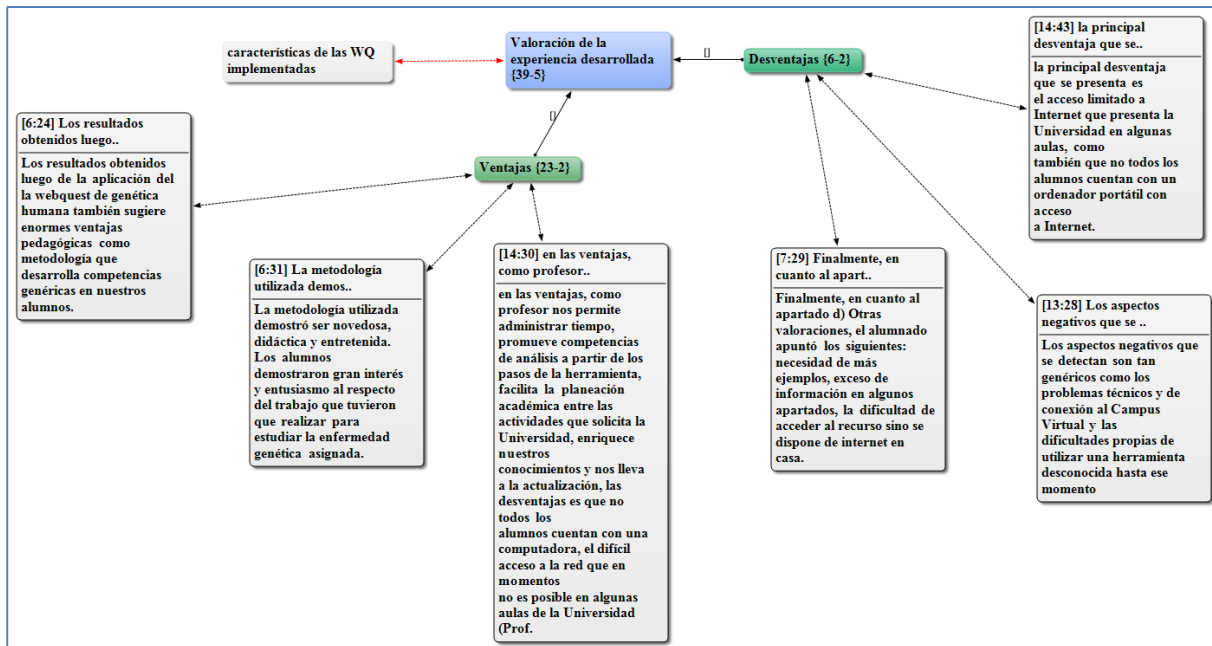 características de las WQ
implementadas
Valoración de la
experiencia desarrollada
{39-5}
[]
Desventajas {6-2}
[]
Ventajas {23-2}
[6:24] Los resultados
obtenidos luego..
Los resultados obtenidos
luego de la aplicación del
la webquest de genética
humana también sugiere
enormes ventajas
pedagógicas como
metodología que
desarrolla competencias
genéricas en nuestros
alumnos.
[6:31] La metodología
utilizada demos..
La metodología utilizada
demostró ser novedosa,
didáctica y entretenida.
Los alumnos
demostraron gran interés
y entusiasmo al respecto
del trabajo que tuvieron
que realizar para
estudiar la enfermedad
genética asignada.
[14:30] en las ventajas,
como profesor..
en las ventajas, como
profesor nos permite
administrar tiempo,
promueve competencias
de análisis a partir de los
pasos de la herramienta,
facilita la planeación
académica entre las
actividades que solicita la
Universidad, enriquece
nuestros
conocimientos y nos lleva
a la actualización, las
desventajas es que no
todos los
alumnos cuentan con una
computadora, el difícil
acceso a la red que en
momentos
no es posible en algunas
aulas de la Universidad
(Prof.
[7:29] Finalmente, en
cuanto al apart..
Finalmente, en cuanto al
apartado d) Otras
valoraciones, el alumnado
apuntó los siguientes:
necesidad de más
ejemplos, exceso de
información en algunos
apartados, la dificultad de
acceder al recurso sino se
dispone de internet en
casa.
[14:43] la principal
desventaja que se..
la principal desventaja
que se presenta es
el acceso limitado a
Internet que presenta la
Universidad en algunas
aulas, como
también que no todos los
alumnos cuentan con un
ordenador portátil con
acceso
a Internet.
[13:28] Los aspectos
negativos que se ..
Los aspectos negativos que
se detectan son tan
genéricos como los
problemas técnicos y de
conexión al Campus
Virtual y las
dificultades propias de
utilizar una herramienta
desconocida hasta ese
momento